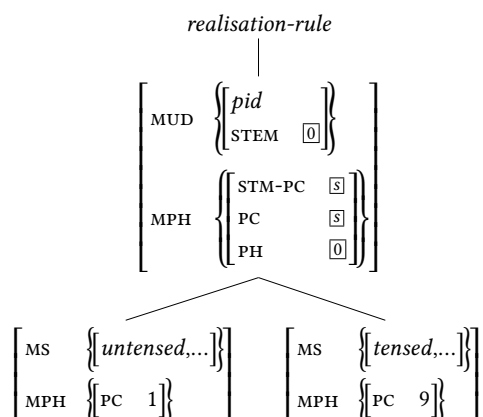 realisation-rule
MUD {[pid
STEM 0]}
MPH {[STM-PC s
PC s
PH 0]}
MS {[untensed,...]} MS {[tensed,...]}
MPH {[PC 1]} MPH {[PC 9]}